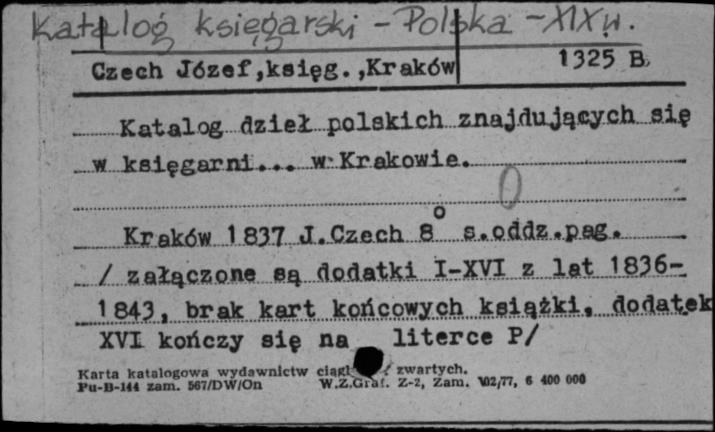 Katalog księgarski - Polska - XIXw.
Czech Józef,księg.,Kraków 1325 B
Katalog dzieł polskich znajdujących się
w księgarni... w Krakowie.
0
Kraków 1837 J.Czech 8° s.oddz.pag.
/ załączone są dodatki I-XVI z lat 1836-
1843, brak kart końcowych książki, dodatek
XVI kończy się na literce P/
Karta katalogowa wydawnictw zwartych.
Pu-B-144 zam. 567/DW/On W.Z.Graf. Z-2, Zam. 102/77, 6 400 000